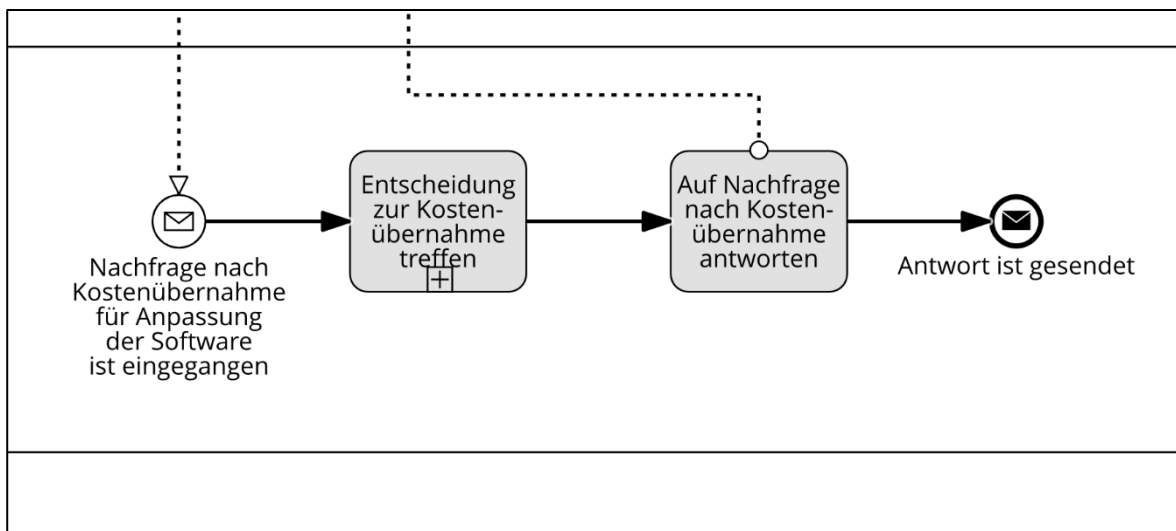 Nachfrage nach
Kostenübernahme
für Anpassung
der Software
ist eingegangen
Entscheidung
zur Kosten-
übernahme
treffen
Auf Nachfrage
nach Kosten-
übernahme
antworten
Antwort ist gesendet